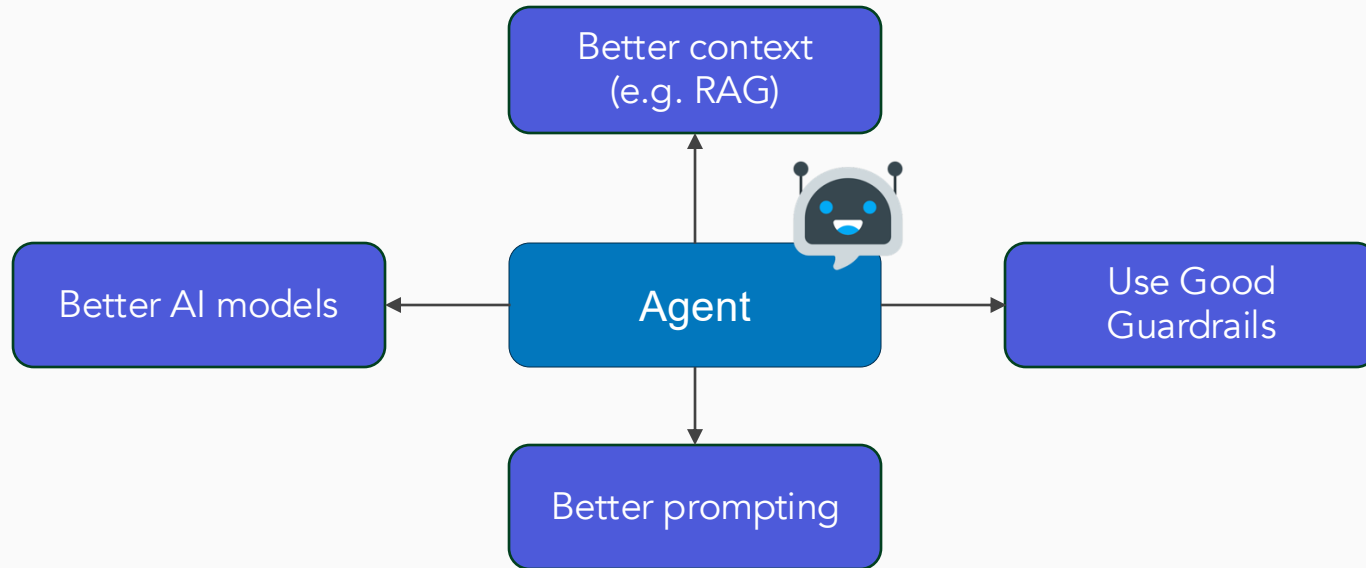 Better context
(e.g. RAG)
Better AI models
Agent
Use Good
Guardrails
Better prompting